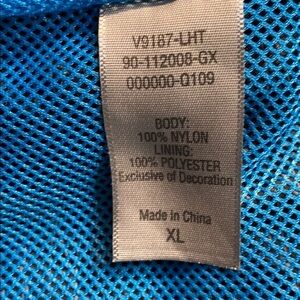 V9187-LHT
90-112008-GX
000000-Q109
BODY:
100% NYLON
LINING:
100% POLYESTER
Exclusive of Decoration
Made in China
XL